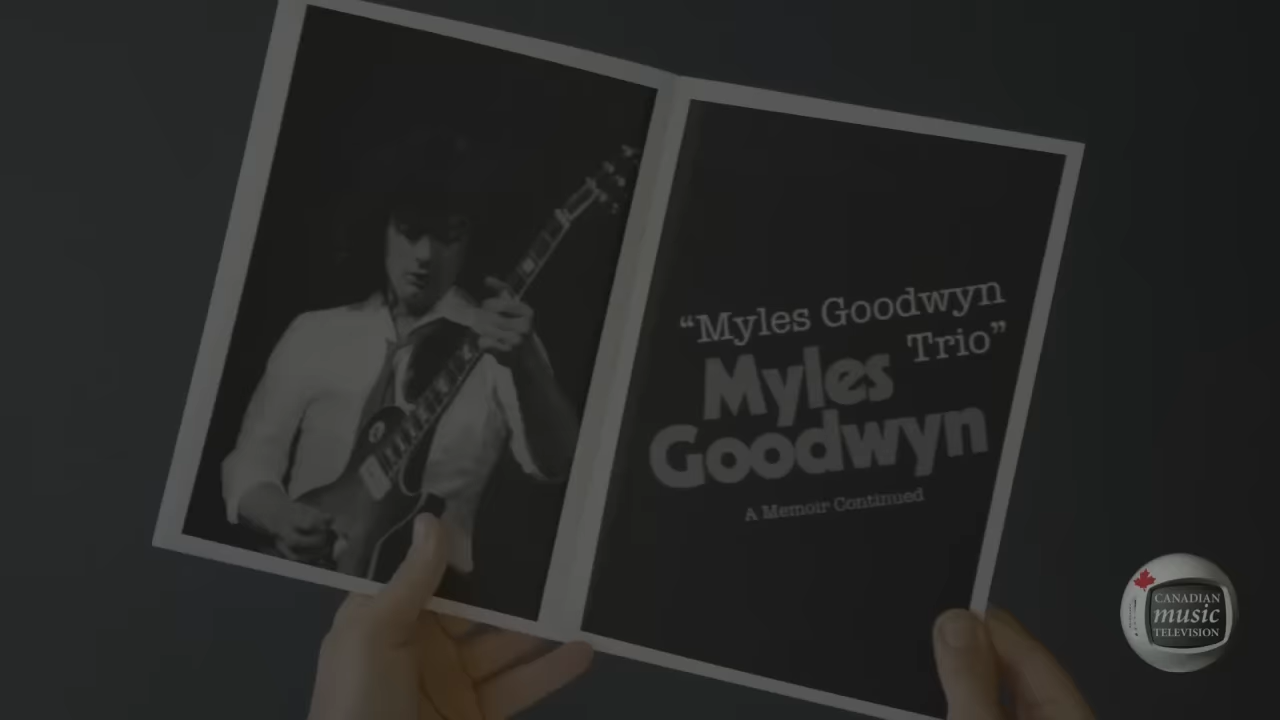 “Myles Goodwyn
Trio”
Myles
Goodwyn
A Memoir Continued
CANADIAN
music
TELEVISION